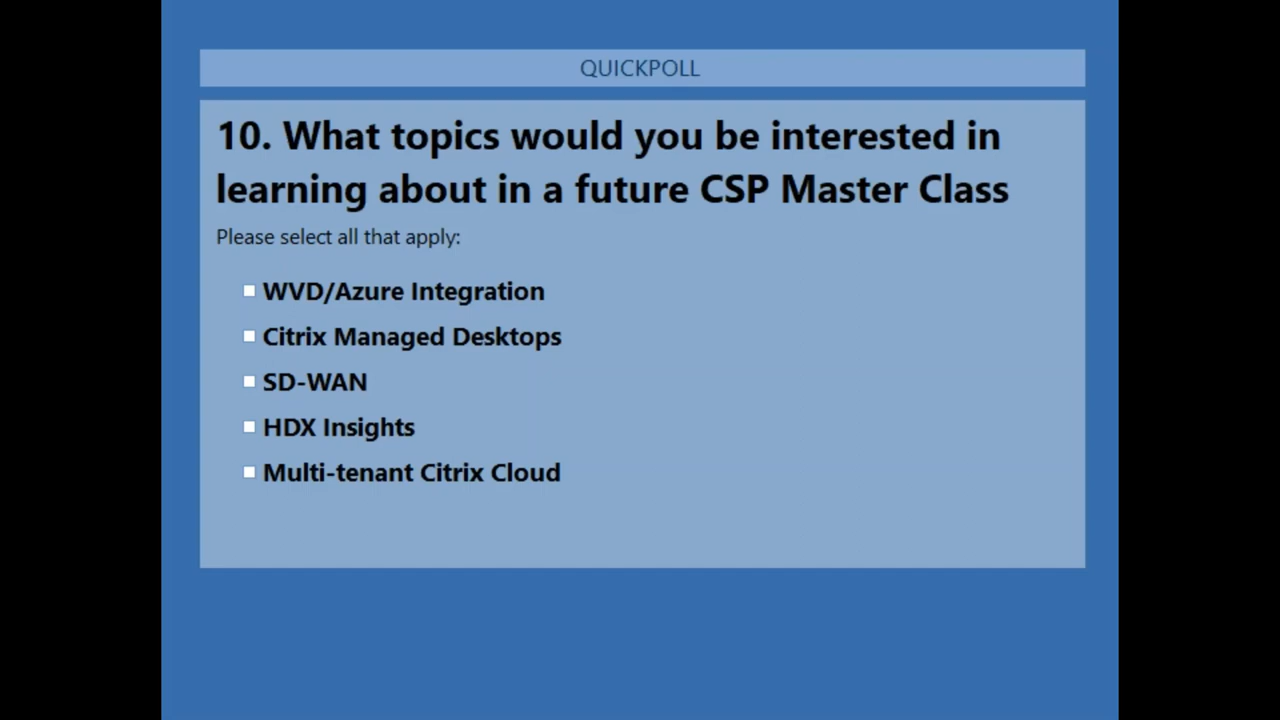 QUICKPOLL
10. What topics would you be interested in
learning about in a future CSP Master Class
Please select all that apply:
WVD/Azure Integration
Citrix Managed Desktops
SD-WAN
HDX Insights
Multi-tenant Citrix Cloud